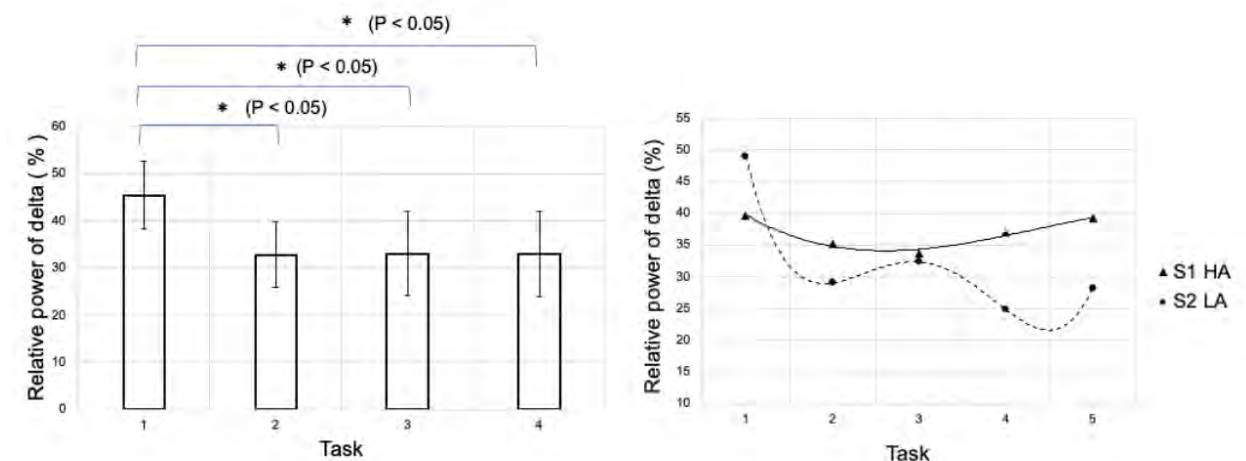 * (P < 0.05)
* (P < 0.05)
* (P < 0.05)
Relative power of delta ( % )
60
50
40
30
20
10
0
1 2 3 4
Task
Relative power of delta (%)
55
50
45
40
35
30
25
20
15
10
1 2 3 4 5
Task
S1 HA
S2 LA